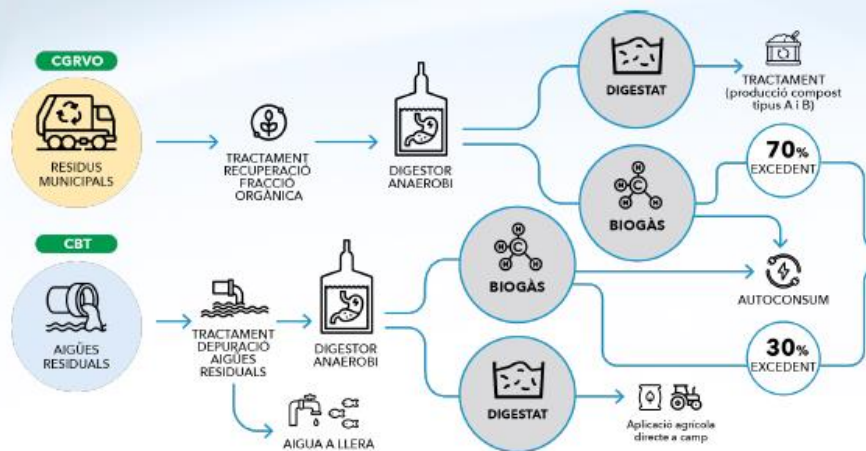 CGRVO
RESIDUS
MUNICIPALS
TRACTAMENT
RECUPERACIÓ
FRACCIÓ
ORGÀNICA
DIGESTOR
ANAEROBI
DIGESTAT
TRACTAMENT
(producció compost
tipus A i B)
H
H
C
H
H
BIOGÀS
70%
EXCEDENT
CBT
AIGÜES
RESIDUALS
TRACTAMENT
DEPURACIÓ
AIGÜES
RESIDUALS
AIGUA A LLERA
DIGESTOR
ANAEROBI
H
H
C
H
H
BIOGÀS
AUTOCONSUM
30%
EXCEDENT
DIGESTAT
Aplicació agrícola
directe a camp